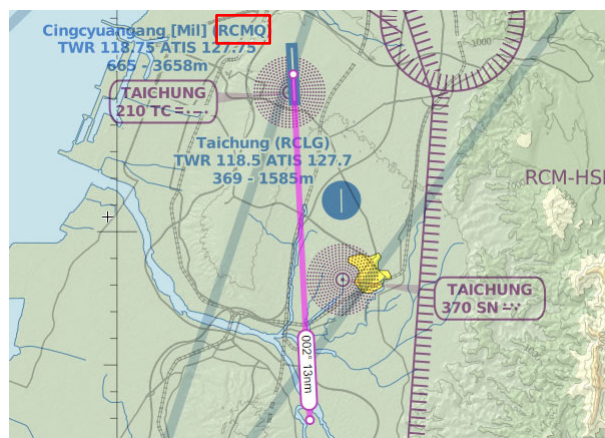 Cingcyuangang [Mil] (RCMQ)
TWR 118.75 ATIS 127.75
665 - 3658m
TAICHUNG
210 TC
Taichung (RCLG)
TWR 118.5 ATIS 127.7
369 - 1585m
RCM-HSI
TAICHUNG
370 SN
002° 13nm